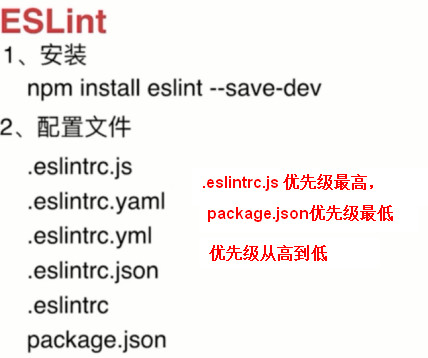 ESLint
1、安装
npm install eslint --save-dev
2、配置文件
.eslintrc.js
.eslintrc.yaml
.eslintrc.yml
.eslintrc.json
.eslintrc
package.json
.eslintrc.js 优先级最高，
package.json优先级最低
优先级从高到低